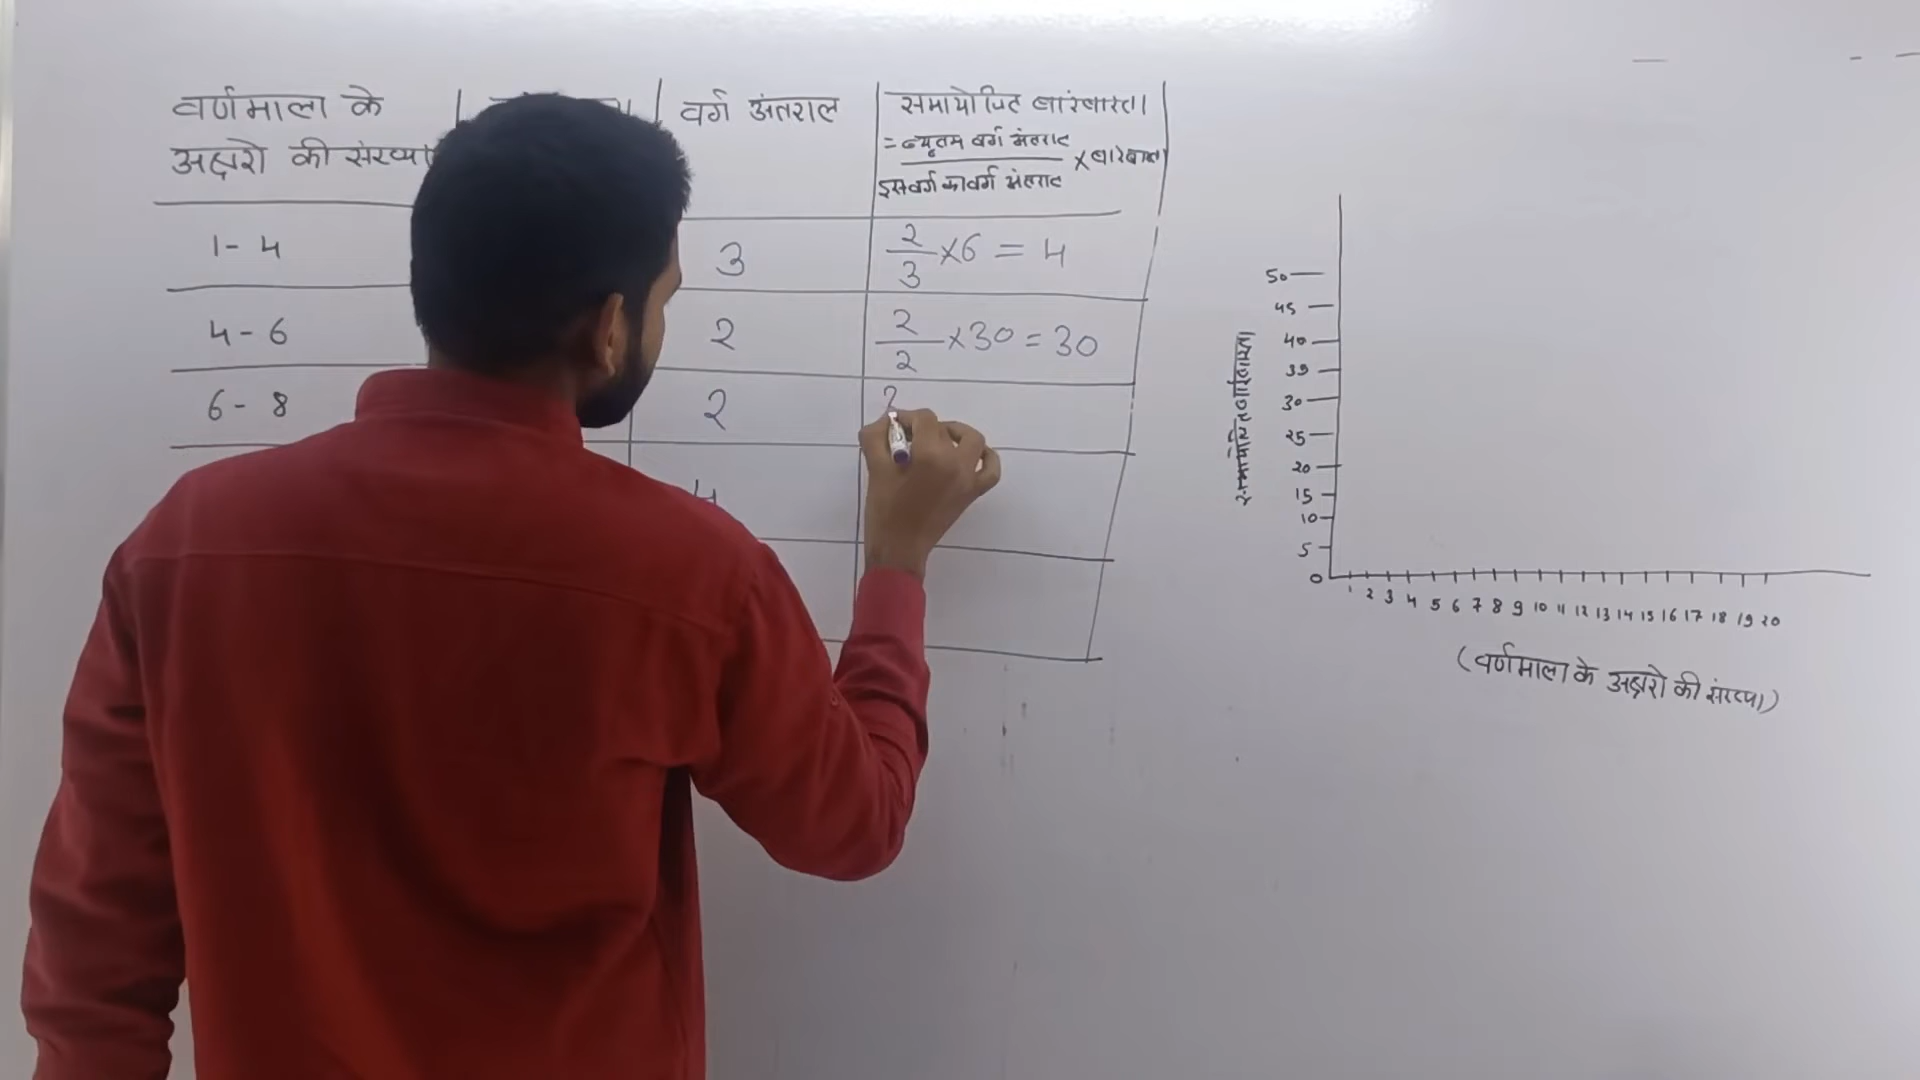 वर्णमाला के
अक्षरो की संख्या
वर्ग अंतराल
समायोजित बारंबारता
= न्यूतम वर्ग अंतराल
× बारंबारता
इस वर्ग का वर्ग अंतराल
1 - 4
3
2/3 × 6 = 4
4 - 6
2
2/2 × 30 = 30
6 - 8
2
2
4
50
45
40
35
30
25
20
15
10
5
0
1 2 3 4 5 6 7 8 9 10 11 12 13 14 15 16 17 18 19 20
समायोजित बारंबारता
(वर्णमाला के अक्षरो की संख्या)